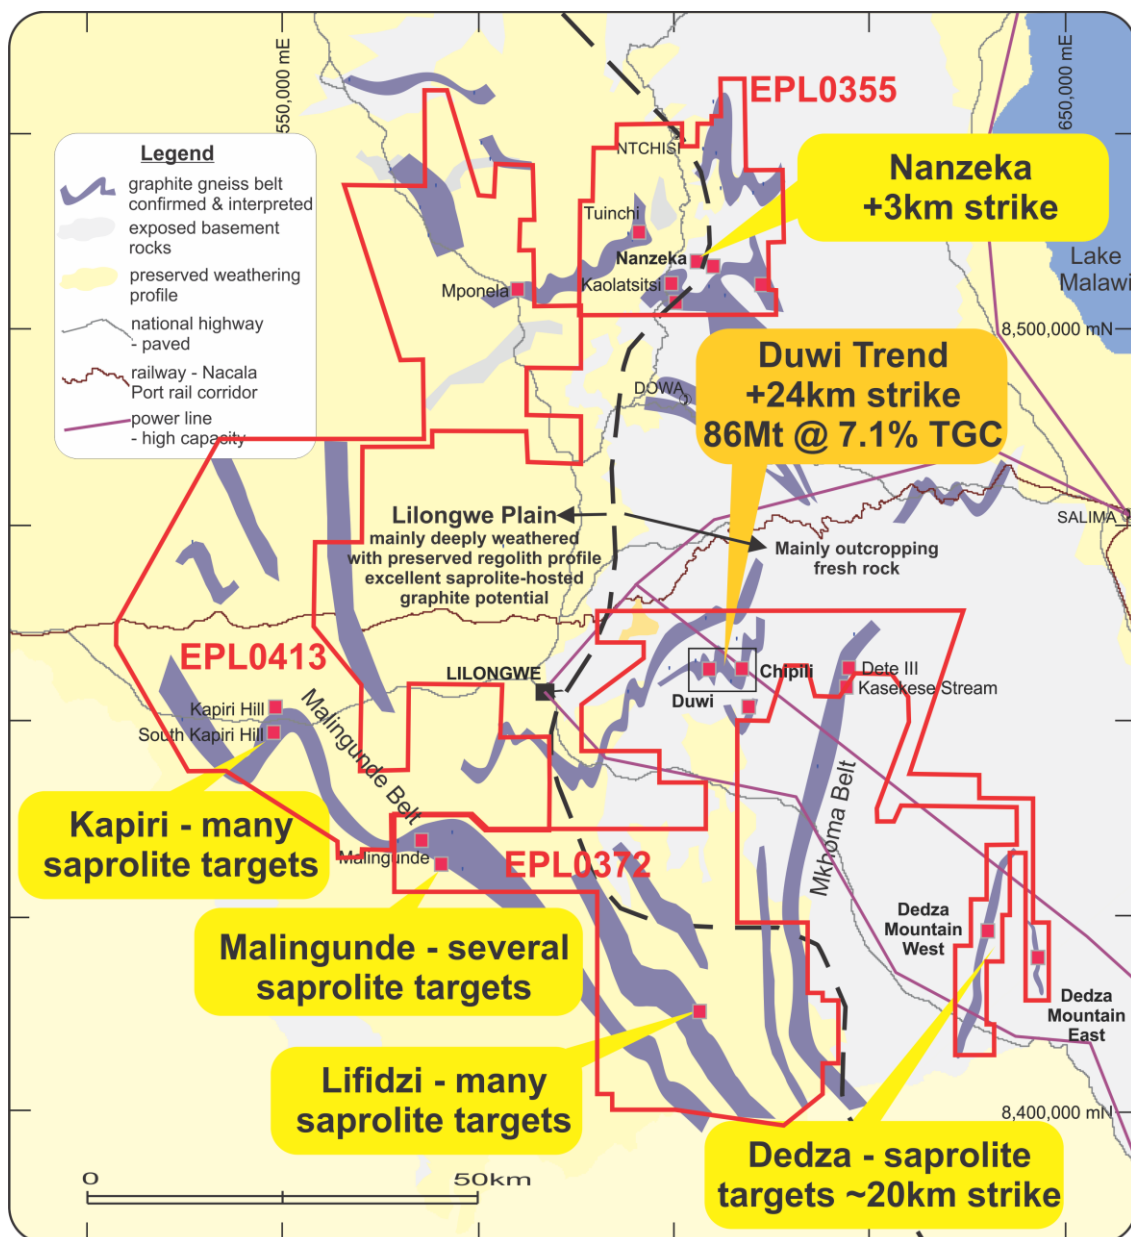 550,000 mE
650,000 mE
EPL0355
Legend
graphite gneiss belt
confirmed & interpreted
exposed basement
rocks
preserved weathering
profile
national highway
- paved
railway - Nacala
Port rail corridor
power line
- high capacity
NTCHISI
Nanzeka
+3km strike
Tuinchi
Nanzeka
Kaolatsitsi
Mponela
Lake
Malawi
8,500,000 mN
Duwi Trend
+24km strike
86Mt @ 7.1% TGC
DOWA
Lilongwe Plain
mainly deeply weathered
with preserved regolith profile
excellent saprolite-hosted
graphite potential
Mainly outcropping
fresh rock
SALIMA
EPL0413
LILONGWE
Chipili
Duwi
Dete III
Kasekese Stream
Kapiri Hill
South Kapiri Hill
Malingunde Belt
Kapiri - many
saprolite targets
Malingunde
EPL0372
Mkhoma Belt
Malingunde - several
saprolite targets
Dedza
Mountain
West
Dedza
Mountain
East
Lifidzi - many
saprolite targets
8,400,000 mN
Dedza - saprolite
targets ~20km strike
0
50km